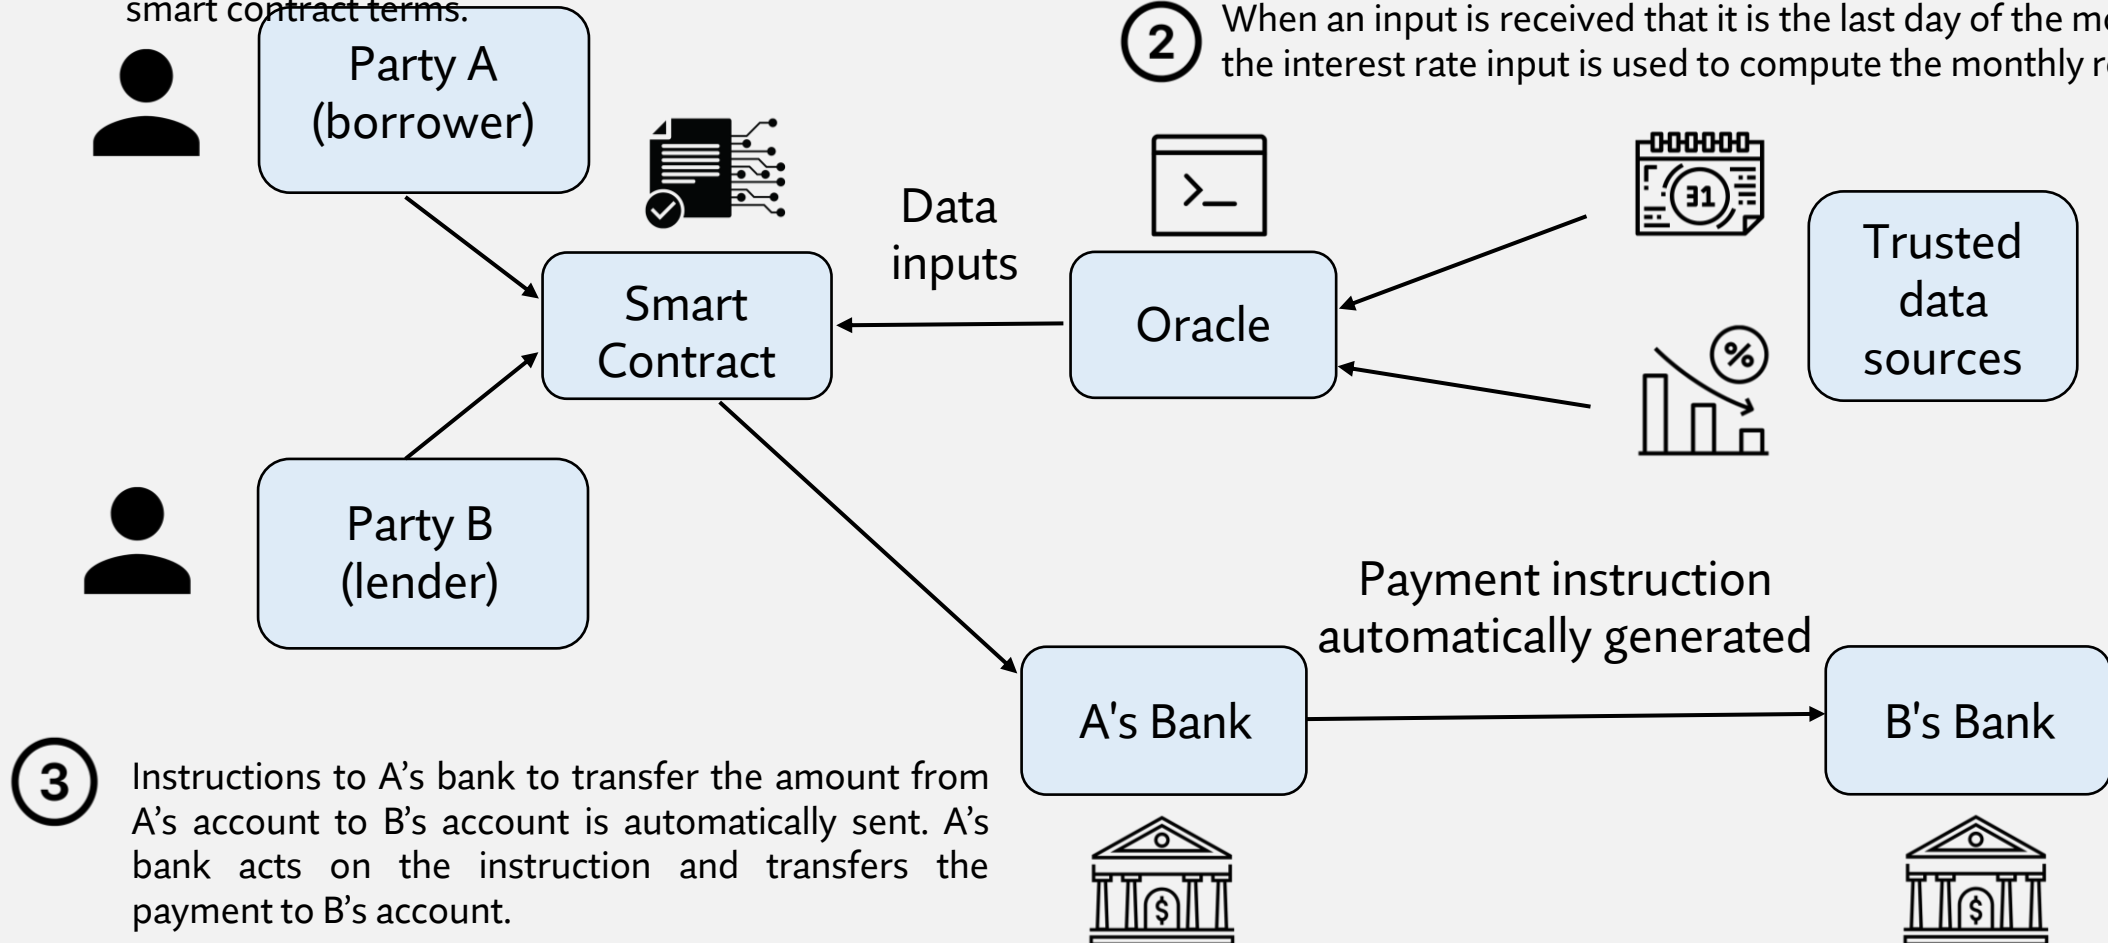 smart contract terms.
2
When an input is received that it is the last day of the
the interest rate input is used to compute the monthly
Party A
(borrower)
Data
inputs
31
Trusted
data
sources
Smart
Contract
Oracle
%
Party B
(lender)
Payment instruction
automatically generated
A's Bank
B's Bank
3
Instructions to A’s bank to transfer the amount from
A’s account to B’s account is automatically sent. A’s
bank acts on the instruction and transfers the
payment to B’s account.
$
$